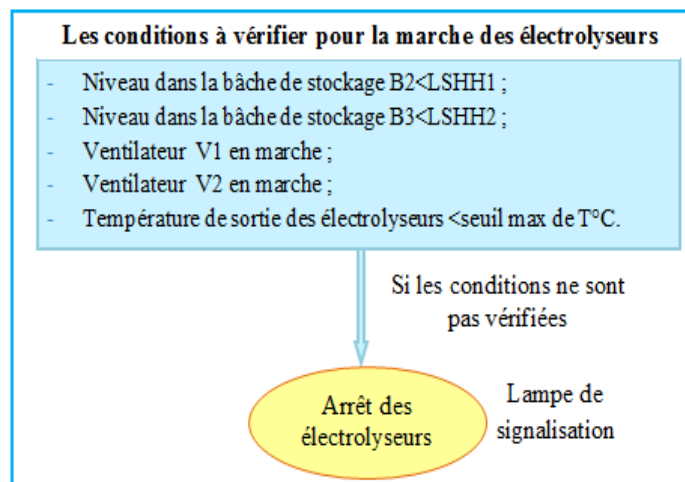 Les conditions à vérifier pour la marche des électrolyseurs
- Niveau dans la bâche de stockage B2<LSHH1 ;
- Niveau dans la bâche de stockage B3<LSHH2 ;
- Ventilateur V1 en marche ;
- Ventilateur V2 en marche ;
- Température de sortie des électrolyseurs <seuil max de T°C.
Si les conditions ne sont
pas vérifiées
Arrêt des
électrolyseurs
Lampe de
signalisation